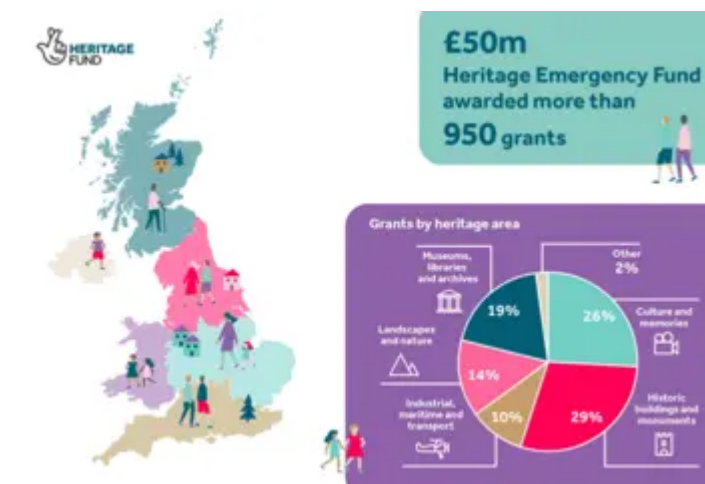 HERITAGE
FUND
£50m
Heritage Emergency Fund
awarded more than
950 grants
Grants by heritage area
Museums,
libraries
and archives
Other
2%
19%
26%
Culture and
memories
Landscapes
and nature
14%
Industrial,
maritime and
transport
10%
29%
Historic
buildings and
monuments